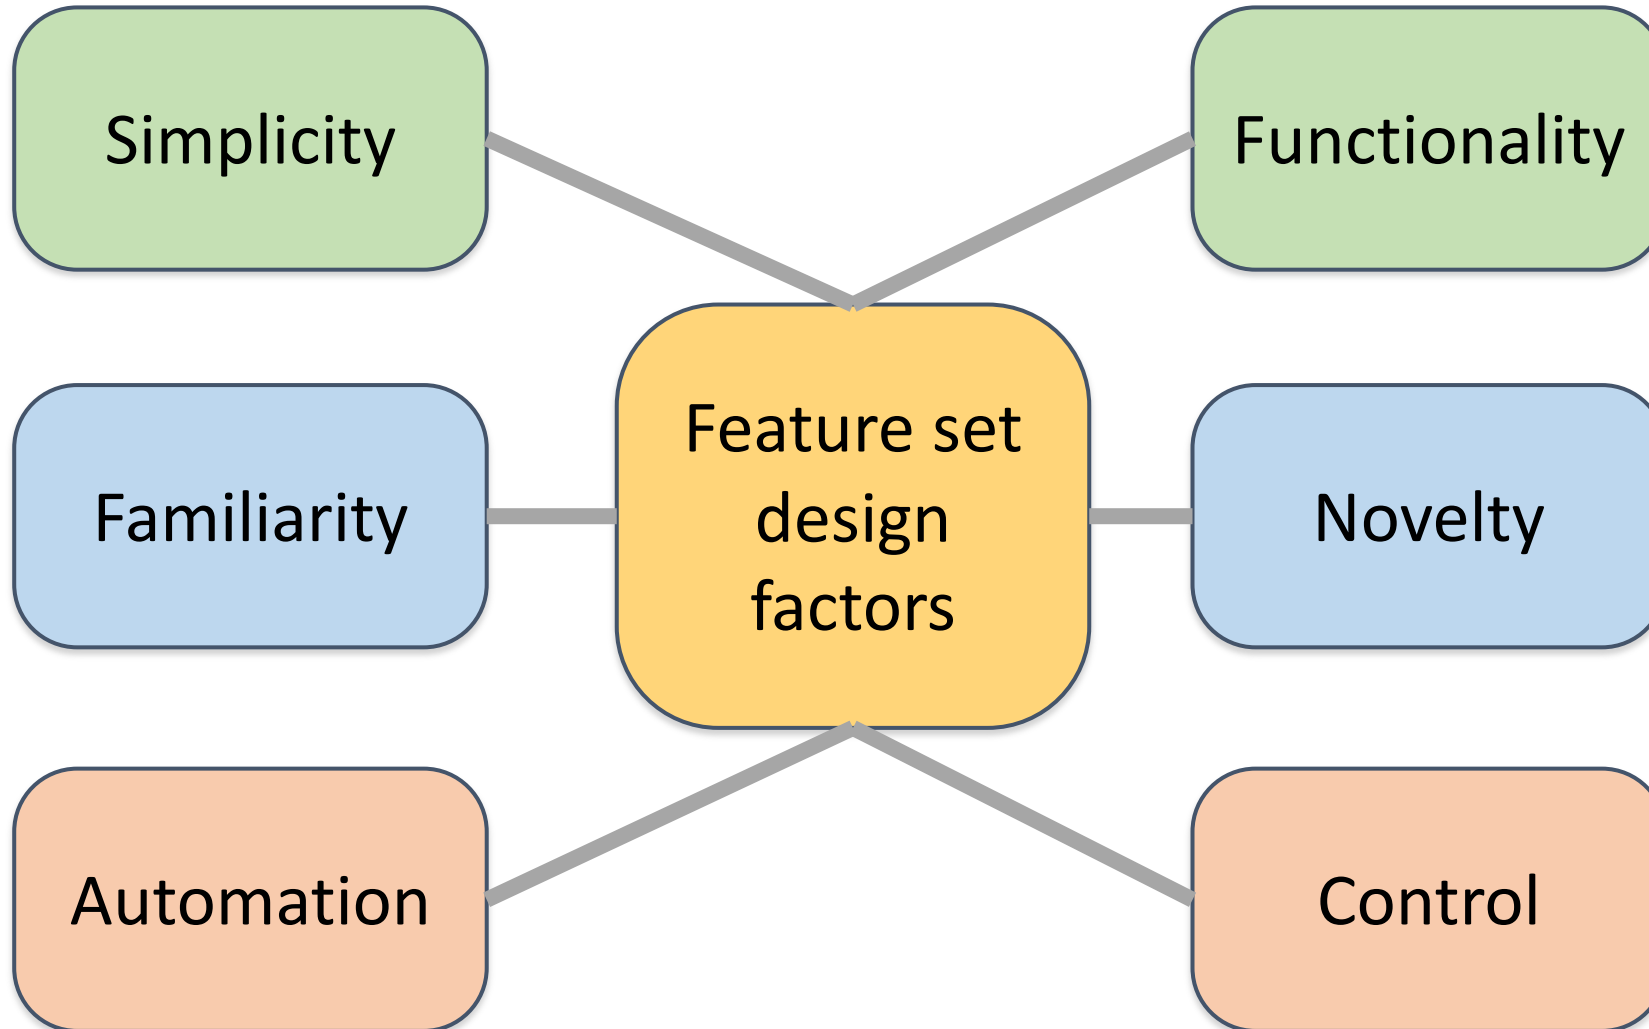 Simplicity
Functionality
Familiarity
Feature set
design
factors
Novelty
Automation
Control